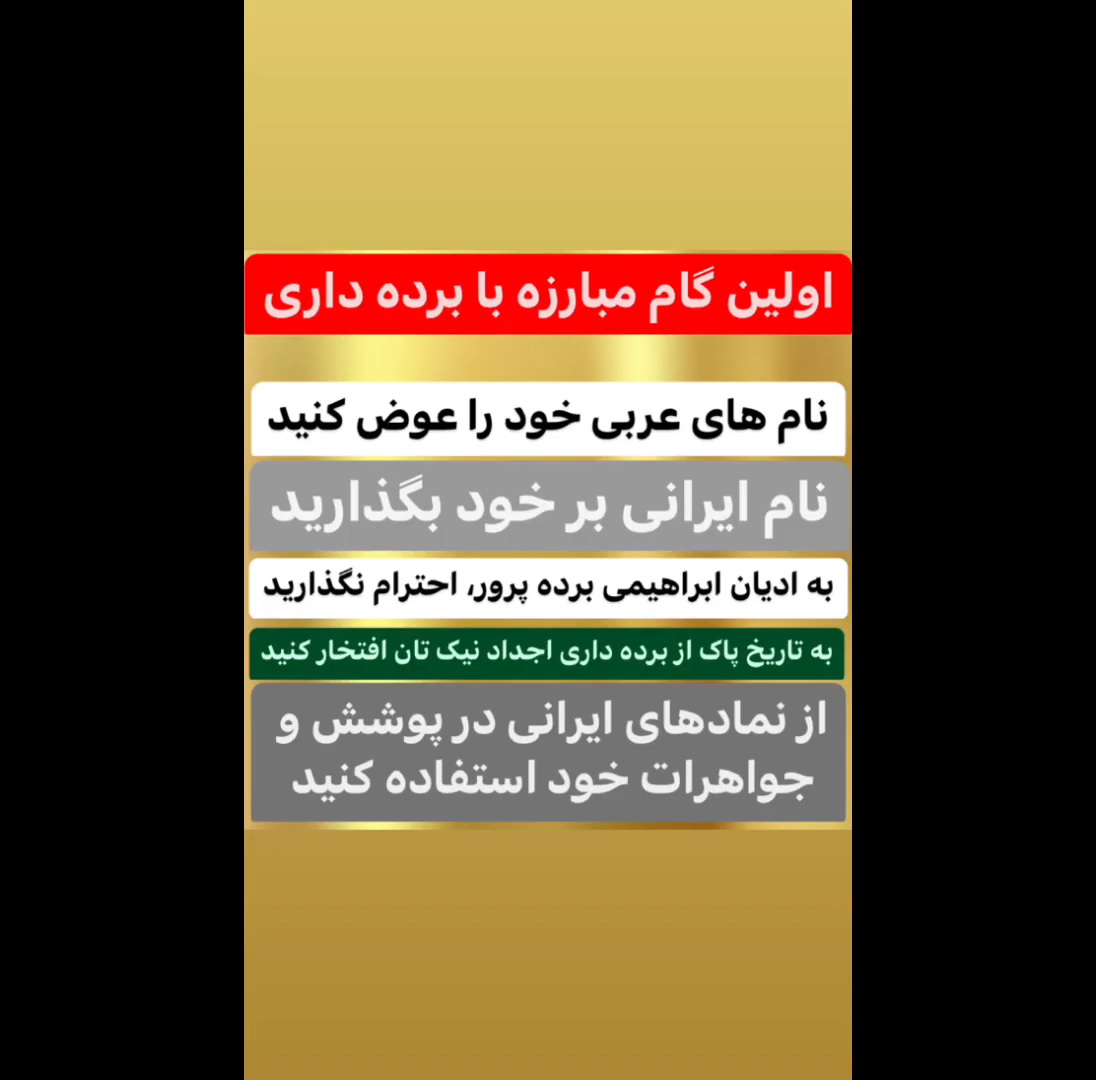 اولین گام مبارزه با برده داری
نام های عربی خود را عوض کنید
نام ایرانی بر خود بگذارید
به ادیان ابراهیمی برده پرور، احترام نگذارید
به تاریخ پاک از برده داری اجداد نیک تان افتخار کنید
از نمادهای ایرانی در پوشش و
جواهرات خود استفاده کنید